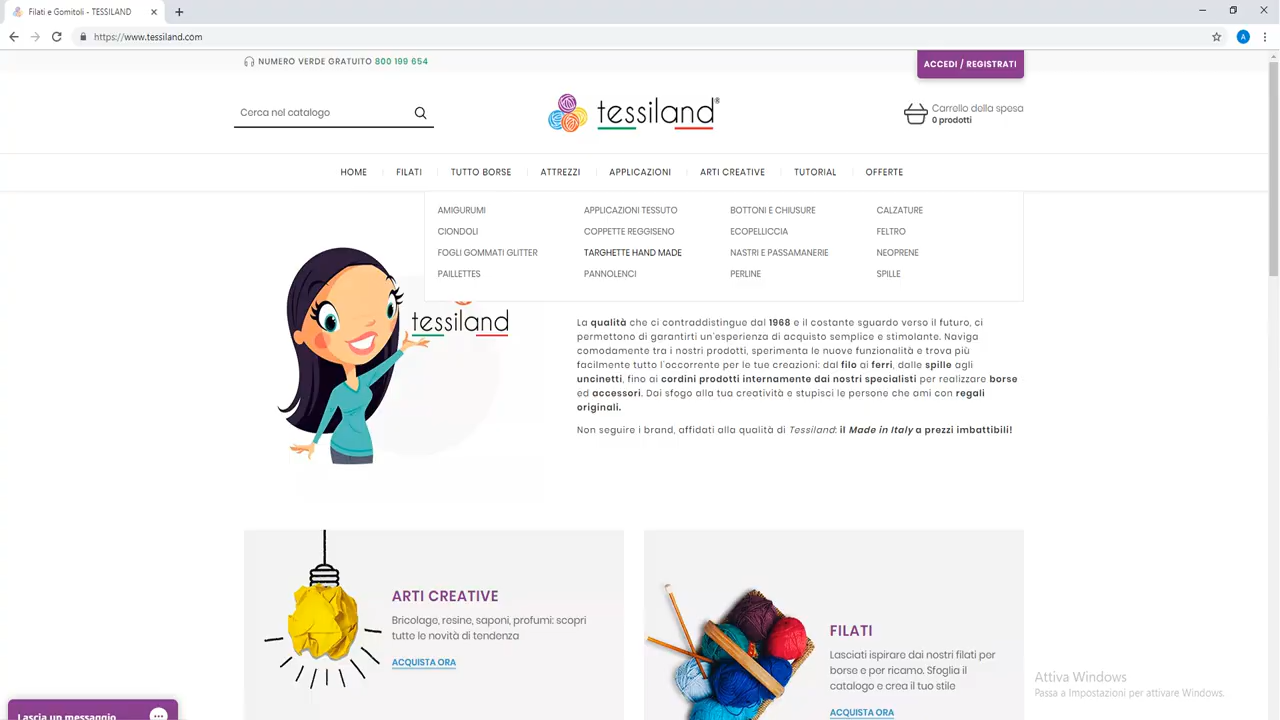 Filati e Gomitoli - TESSILAND
https://www.tessiland.com
NUMERO VERDE GRATUITO 800 199 654
ACCEDI / REGISTRATI
Cerca nel catalogo
tessiland®
Carrello della spesa
0 prodotti
HOME
FILATI
TUTTO BORSE
ATTREZZI
APPLICAZIONI
ARTI CREATIVE
TUTORIAL
OFFERTE
AMIGURUMI
APPLICAZIONI TESSUTO
BOTTONI E CHIUSURE
CALZATURE
CIONDOLI
COPPETTE REGGISENO
ECOPELLICCIA
FELTRO
FOGLI GOMMATI GLITTER
TARGHETTE HAND MADE
NASTRI E PASSAMANERIE
NEOPRENE
PAILLETTES
PANNOLENCI
PERLINE
SPILLE
tessiland
La qualità che ci contraddistingue dal 1968 e il costante sguardo verso il futuro, ci
permettono di garantirti un'esperienza di acquisto semplice e stimolante. Naviga
comodamente tra i nostri prodotti, sperimenta le nuove funzionalità e trova più
facilmente tutto l'occorrente per le tue creazioni: dal filo ai ferri, dalle spille agli
uncinetti, fino ai cordini prodotti internamente dai nostri specialisti per realizzare borse
ed accessori. Dai sfogo alla tua creatività e stupisci le persone che ami con regali
originali.
Non seguire i brand, affidati alla qualità di Tessiland: il Made in Italy a prezzi imbattibili!
ARTI CREATIVE
Bricolage, resine, saponi, profumi: scopri
tutte le novità di tendenza
ACQUISTA ORA
FILATI
Lasciati ispirare dai nostri filati per
borse e per ricamo. Sfoglia il
catalogo e crea il tuo stile
ACQUISTA ORA
Attiva Windows
Passa a Impostazioni per attivare Windows.
Lascia un messaggio
A